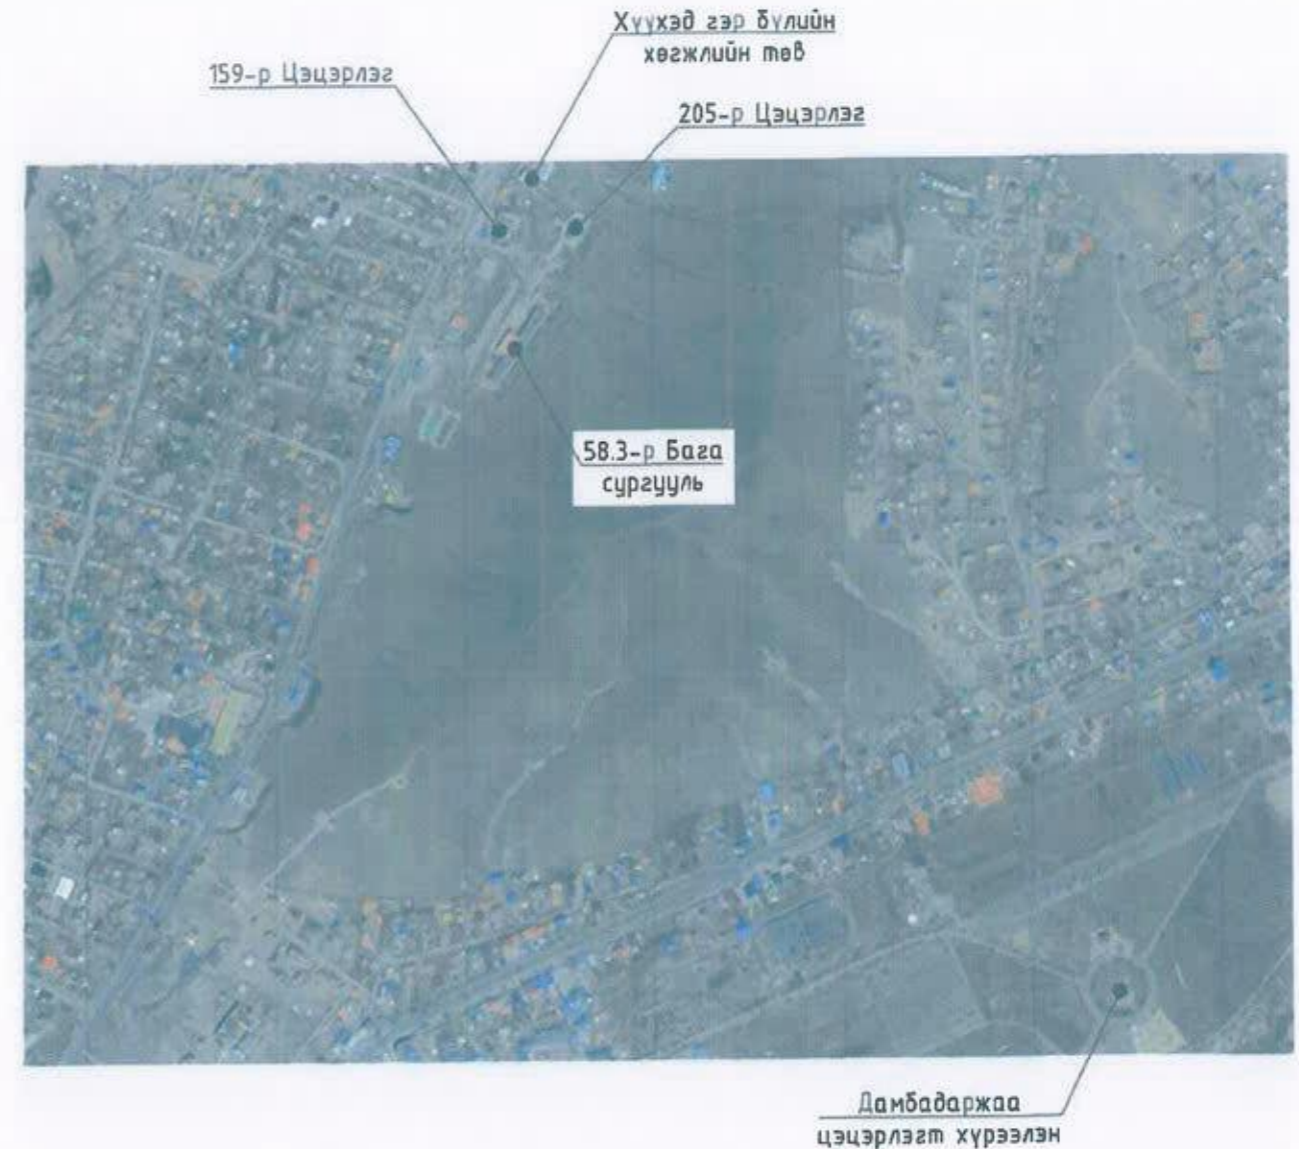 Хүүхэд гэр бүлийн
хөгжлийн төв
159-р Цэцэрлэг
205-р Цэцэрлэг
58.3-р Бага
сургууль
Дамбадаржаа
цэцэрлэгт хүрээлэн